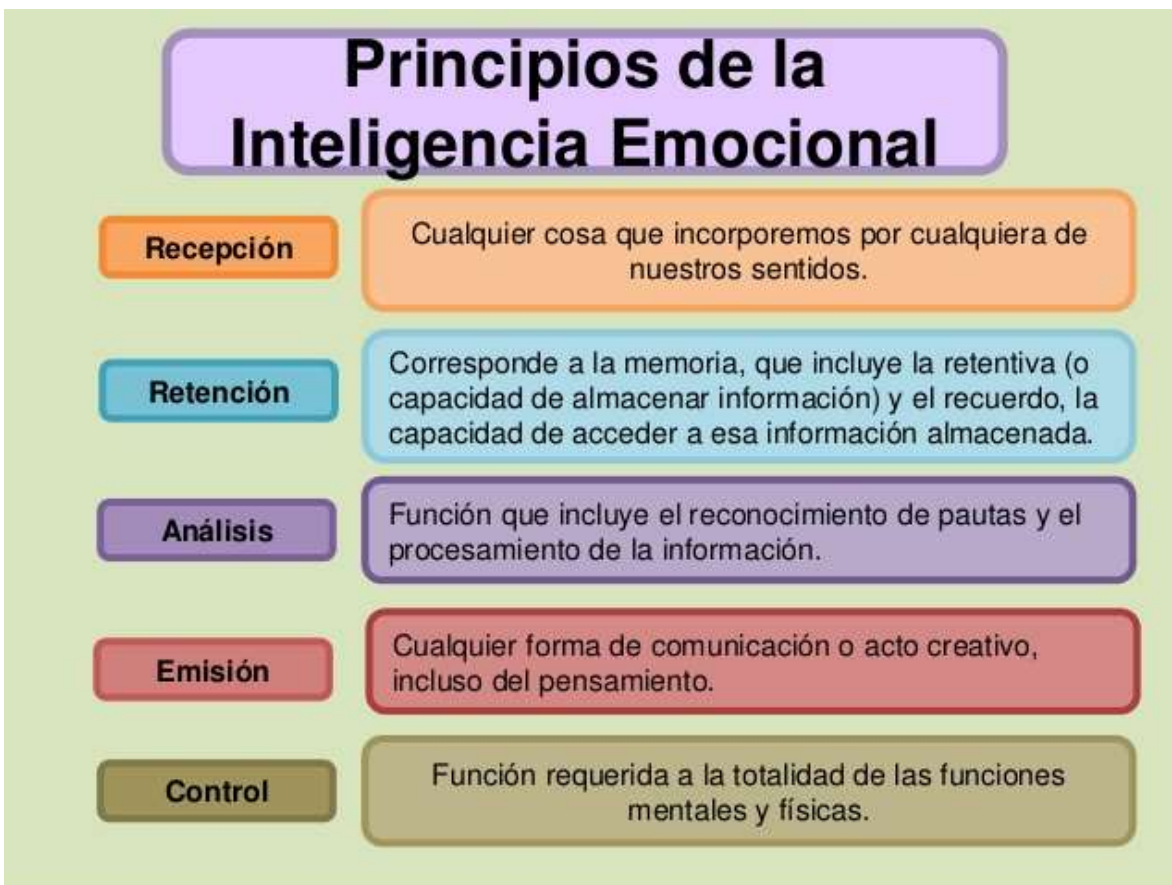 Principios de la
Inteligencia Emocional
Recepción
Cualquier cosa que incorporemos por cualquiera de
nuestros sentidos.
Retención
Corresponde a la memoria, que incluye la retentiva (o
capacidad de almacenar información) y el recuerdo, la
capacidad de acceder a esa información almacenada.
Análisis
Función que incluye el reconocimiento de pautas y el
procesamiento de la información.
Emisión
Cualquier forma de comunicación o acto creativo,
incluso del pensamiento.
Control
Función requerida a la totalidad de las funciones
mentales y físicas.